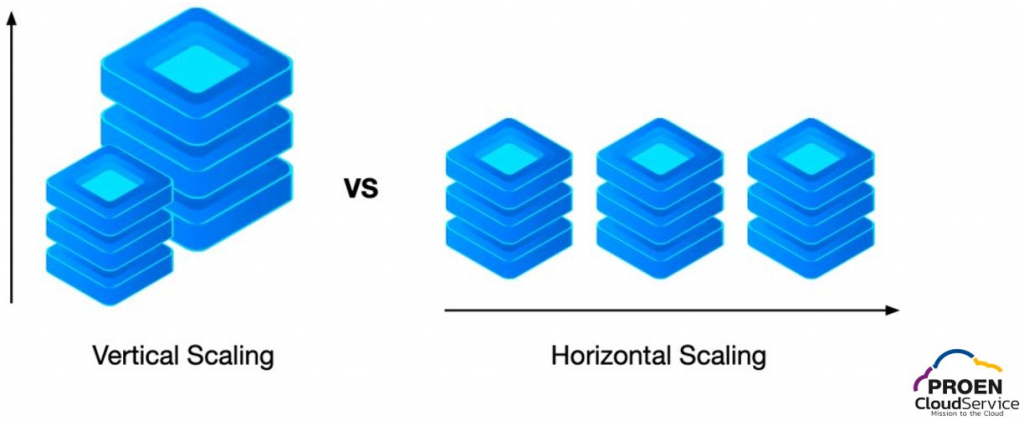 vs
Vertical Scaling
Horizontal Scaling
PROEN
CloudService
Mission to the Cloud